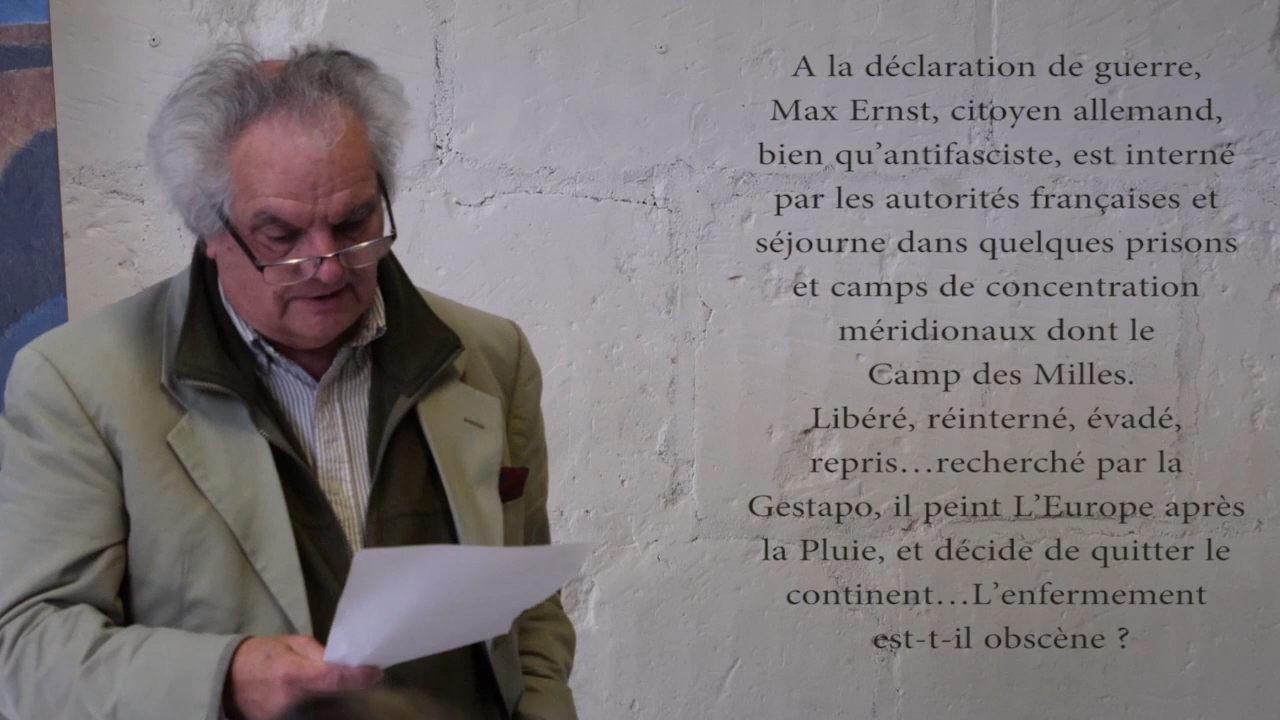 A la déclaration de guerre,
Max Ernst, citoyen allemand,
bien qu’antifasciste, est interné
par les autorités françaises et
séjourne dans quelques prisons
et camps de concentration
méridionaux dont le
Camp des Milles.
Libéré, réinterné, évadé,
repris…recherché par la
Gestapo, il peint L’Europe après
la Pluie, et décide de quitter le
continent…L’enfermement
est-t-il obscène ?